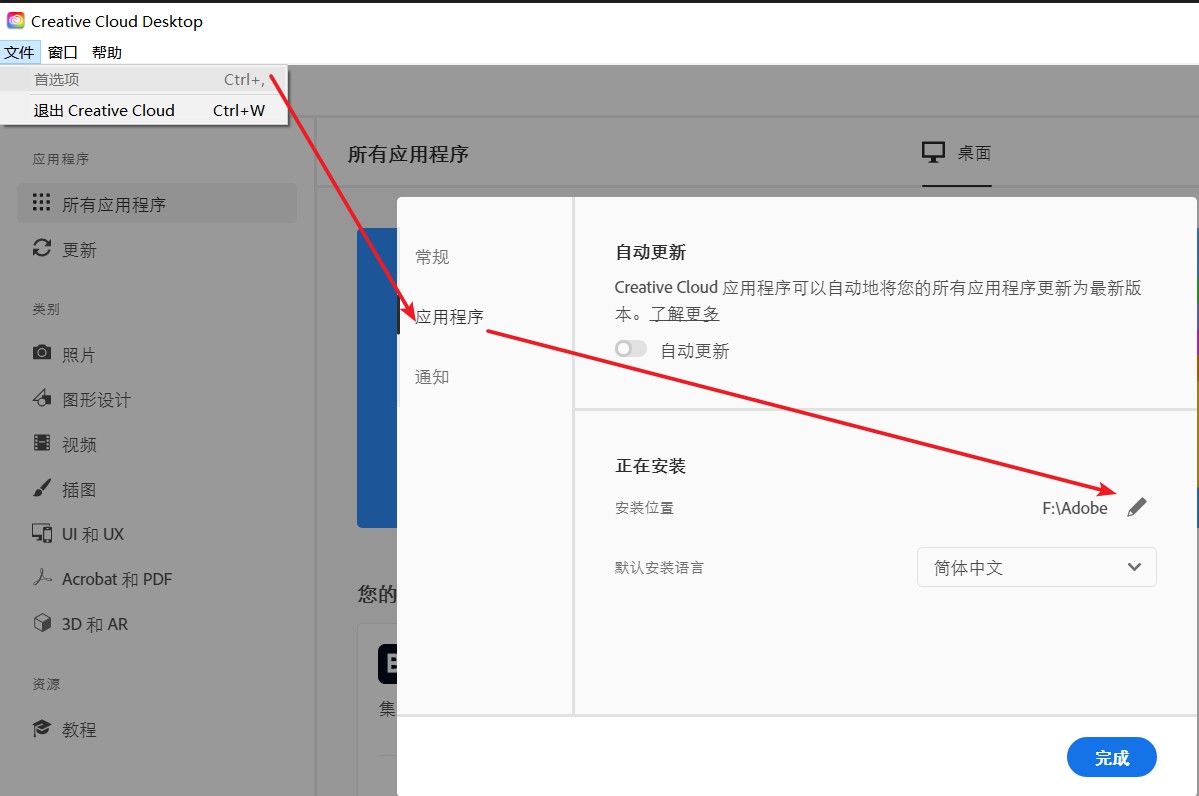 Creative Cloud Desktop
文件 窗口 帮助
首选项 Ctrl+,
退出 Creative Cloud Ctrl+W
应用程序
所有应用程序
更新
类别
照片
图形设计
视频
插图
UI 和 UX
Acrobat 和 PDF
3D 和 AR
资源
教程
所有应用程序
桌面
您的
集
常规
应用程序
通知
自动更新
Creative Cloud 应用程序可以自动地将您的所有应用程序更新为最新版
本。了解更多
自动更新
正在安装
安装位置 F:\Adobe
默认安装语言 简体中文
完成